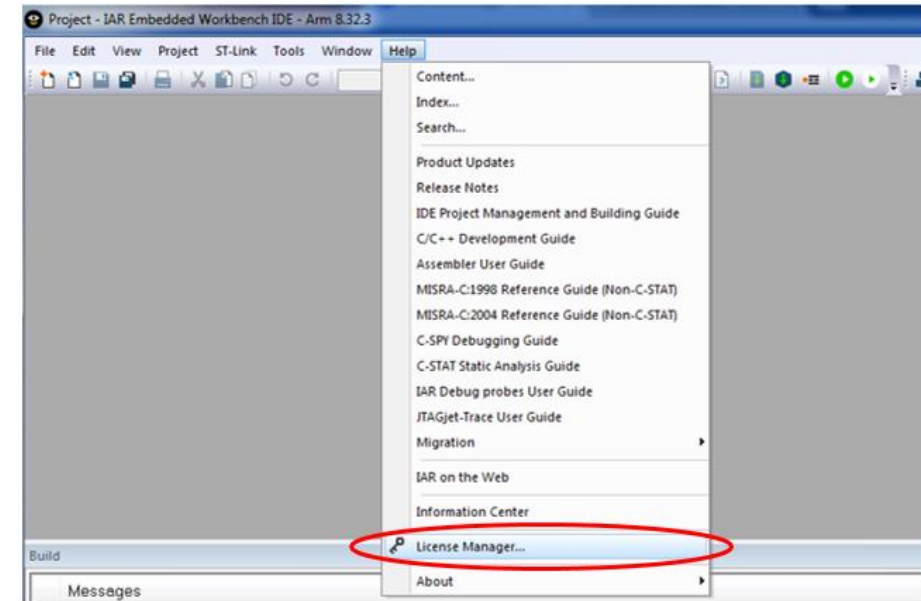 Project - IAR Embedded Workbench IDE - Arm 8.32.3
File Edit View Project ST-Link Tools Window Help
Content...
Index...
Search...
Product Updates
Release Notes
IDE Project Management and Building Guide
C/C++ Development Guide
Assembler User Guide
MISRA-C:1998 Reference Guide (Non-C-STAT)
MISRA-C:2004 Reference Guide (Non-C-STAT)
C-SPY Debugging Guide
C-STAT Static Analysis Guide
IAR Debug probes User Guide
JTAGjet-Trace User Guide
Migration
IAR on the Web
Information Center
License Manager...
About
Build
Messages